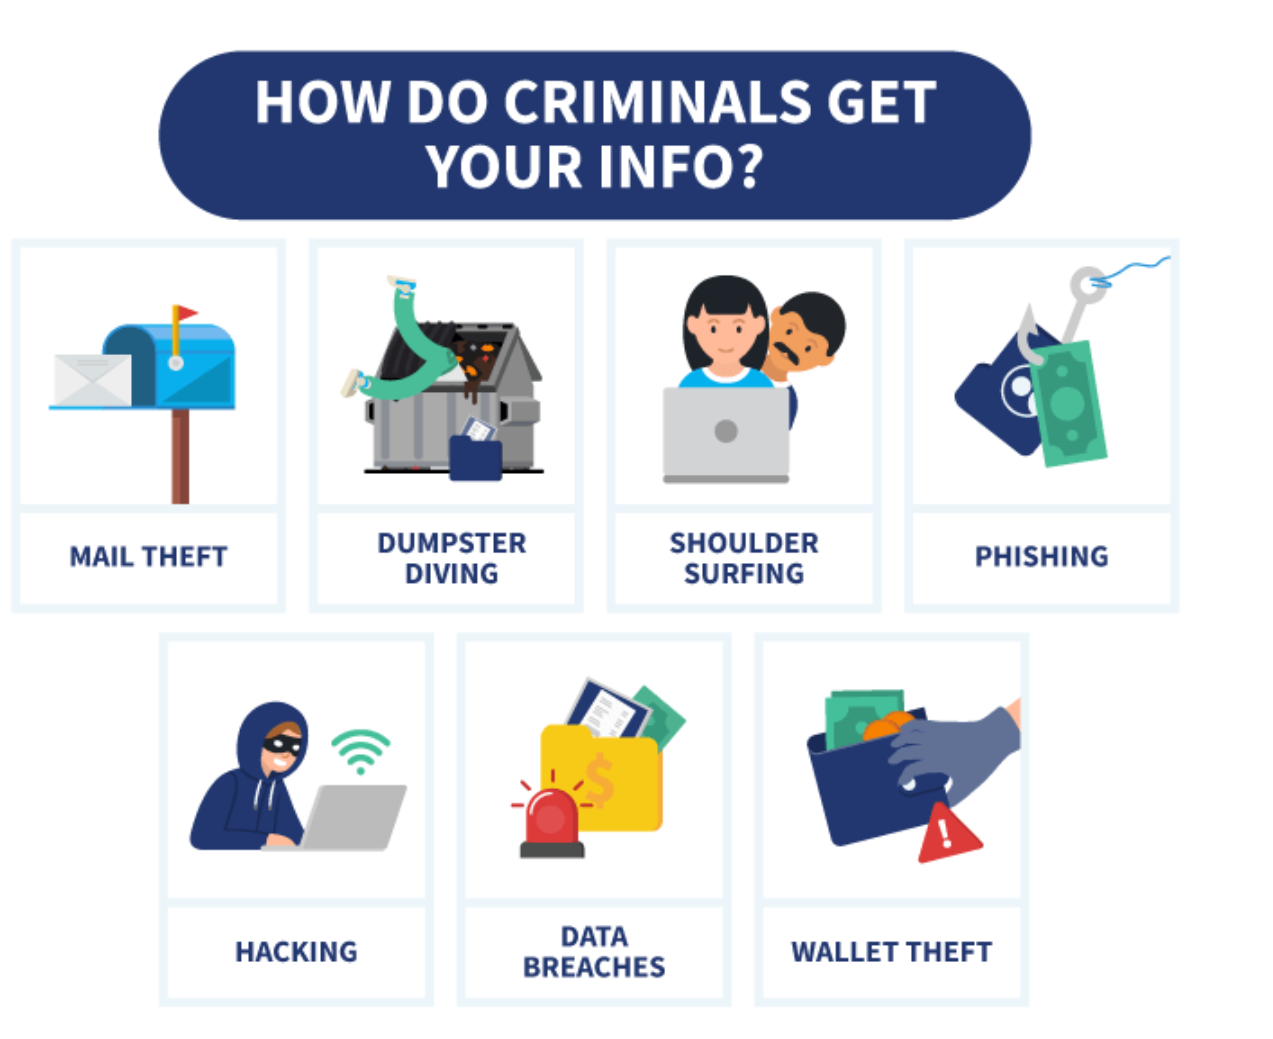 HOW DO CRIMINALS GET
YOUR INFO?
MAIL THEFT
DUMPSTER
DIVING
SHOULDER
SURFING
PHISHING
HACKING
DATA
BREACHES
WALLET THEFT